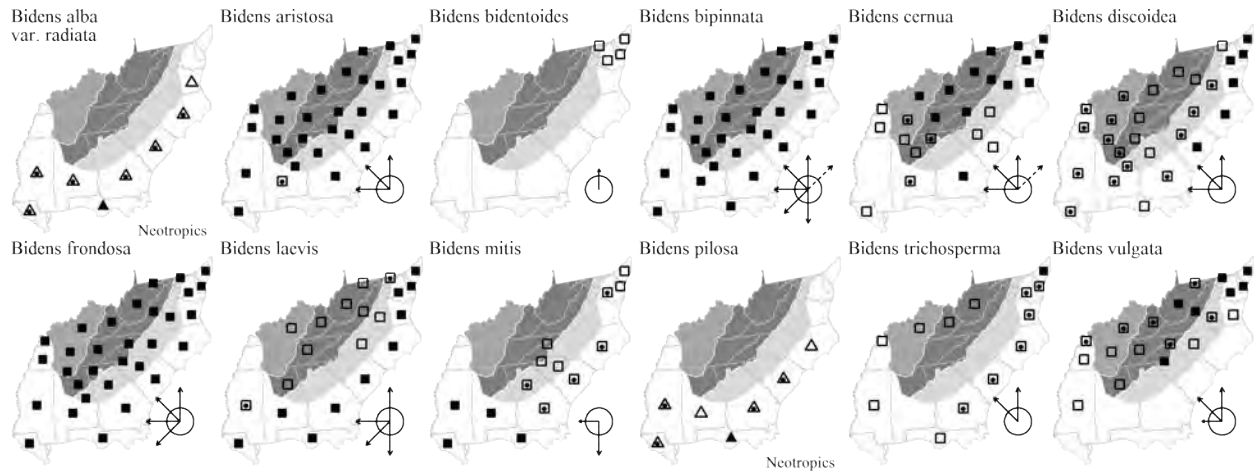 Bidens alba
var. radiata
Bidens aristosa
Bidens bidentoides
Bidens bipinnata
Bidens cernua
Bidens discoidea
Neotropics
Bidens frondosa
Bidens laevis
Bidens mitis
Bidens pilosa
Bidens trichosperma
Bidens vulgata
Neotropics